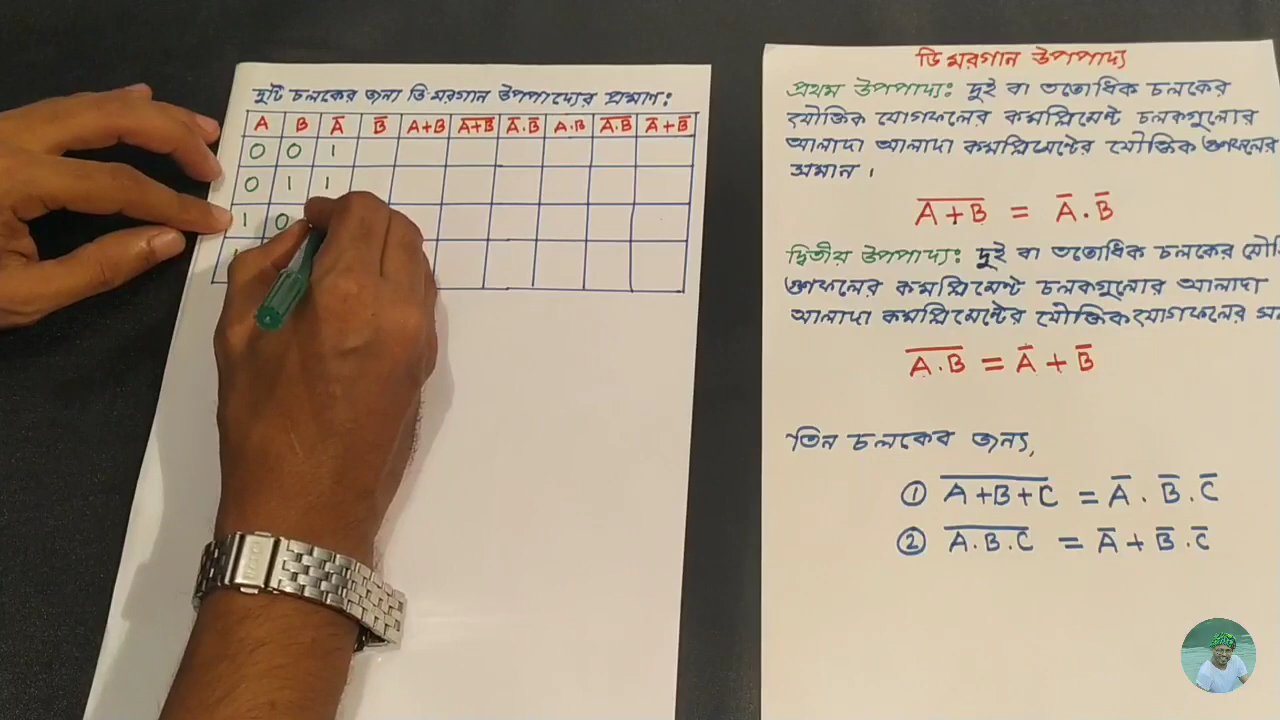 দুটি চলকের জন্য ডি মরগান উপপাদ্যের প্রমাণঃ
A B A̅ B̅ A+B A̅+̅B̅ A̅.B̅ A.B A̅.̅B̅ A̅+B̅
0 0 1
0 1 1
1 0
ডি মরগান উপপাদ্য
প্রথম উপপাদ্যঃ দুই বা ততোধিক চলকের
যৌক্তিক যোগফলের কমপ্লিমেন্ট চলকগুলোর
আলাদা আলাদা কমপ্লিমেন্টের যৌক্তিক গুণফলের
সমান।
A̅+̅B̅ = A̅.B̅
দ্বিতীয় উপপাদ্যঃ দুই বা ততোধিক চলকের
গুণফলের কমপ্লিমেন্ট চলকগুলোর আলাদা
আলাদা কমপ্লিমেন্টের যৌক্তিক যোগফলের
A̅.̅B̅ = A̅ + B̅
তিন চলকের জন্য,
① A̅+̅B̅+̅C̅ = A̅ . B̅ . C̅
② A̅.̅B̅.̅C̅ = A̅ + B̅ . C̅